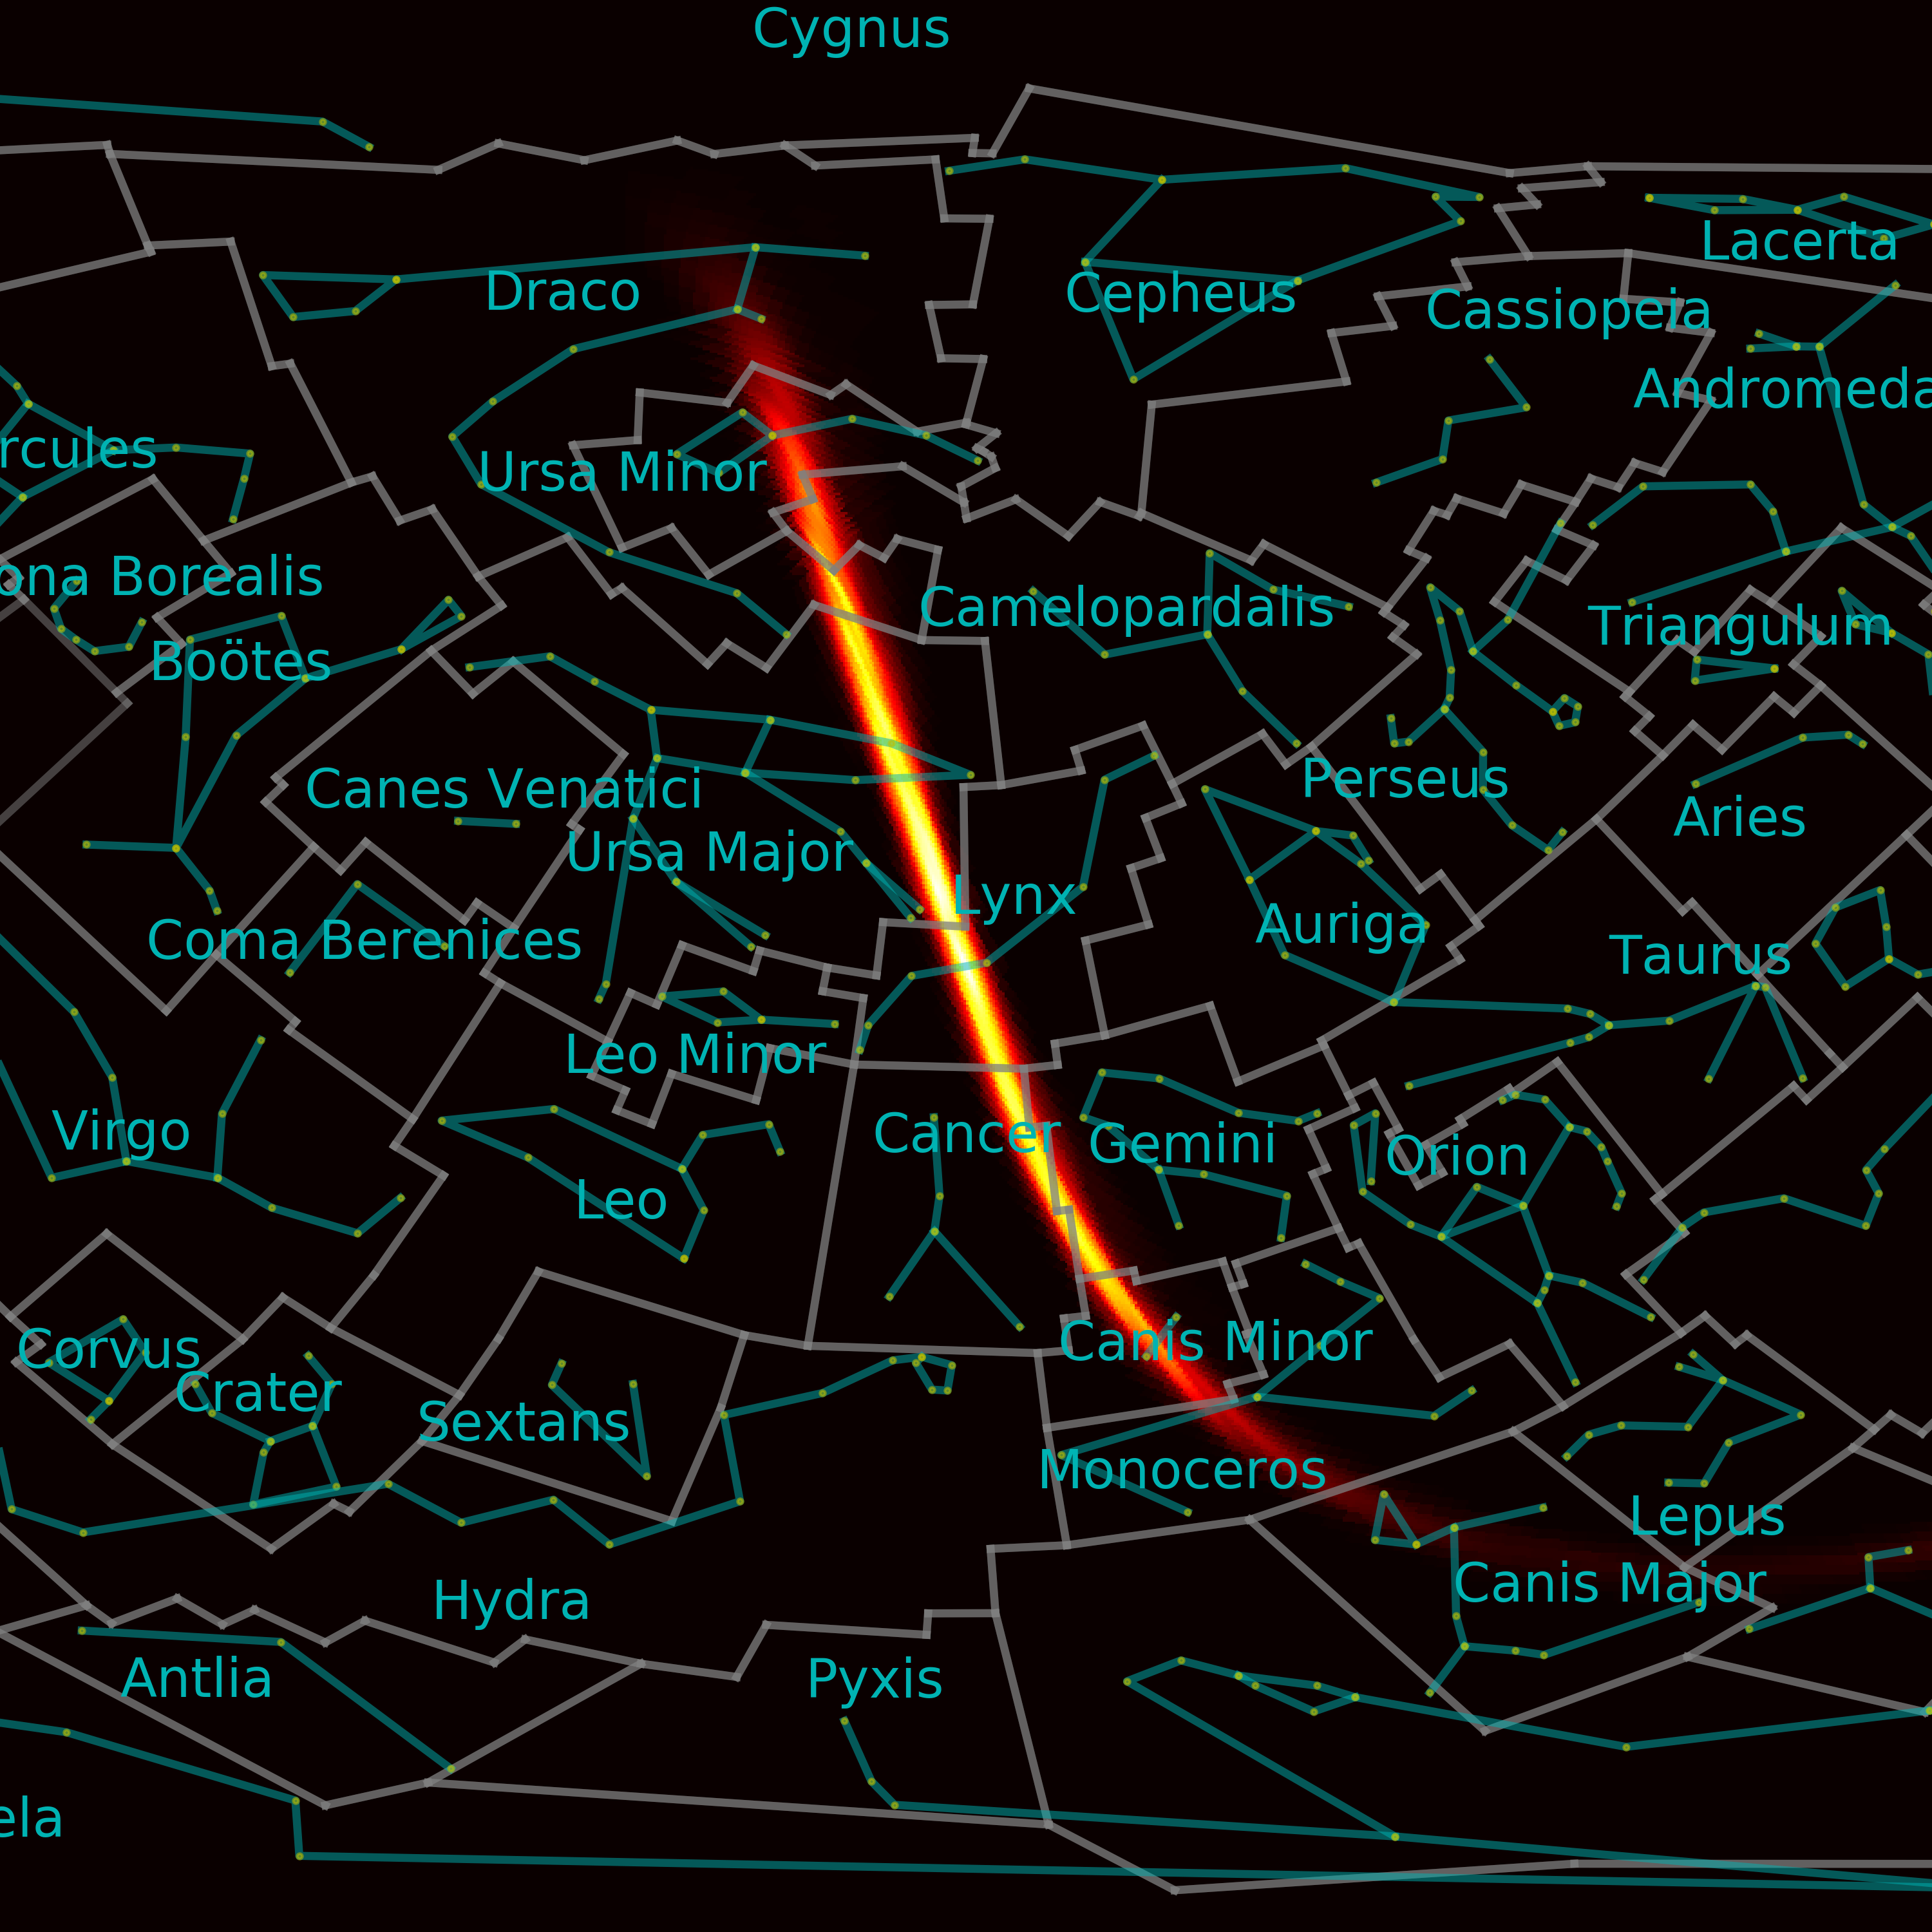 Cygnus
Lacerta
Draco
Cepheus
Cassiopeia
Andromeda
rcules
Ursa Minor
ona Borealis
Camelopardalis
Triangulum
Boötes
Canes Venatici
Perseus
Aries
Ursa Major
Lynx
Auriga
Coma Berenices
Taurus
Leo Minor
Virgo
Cancer
Gemini
Orion
Leo
Corvus
Canis Minor
Crater
Sextans
Monoceros
Lepus
Canis Major
Hydra
Antlia
Pyxis
ela